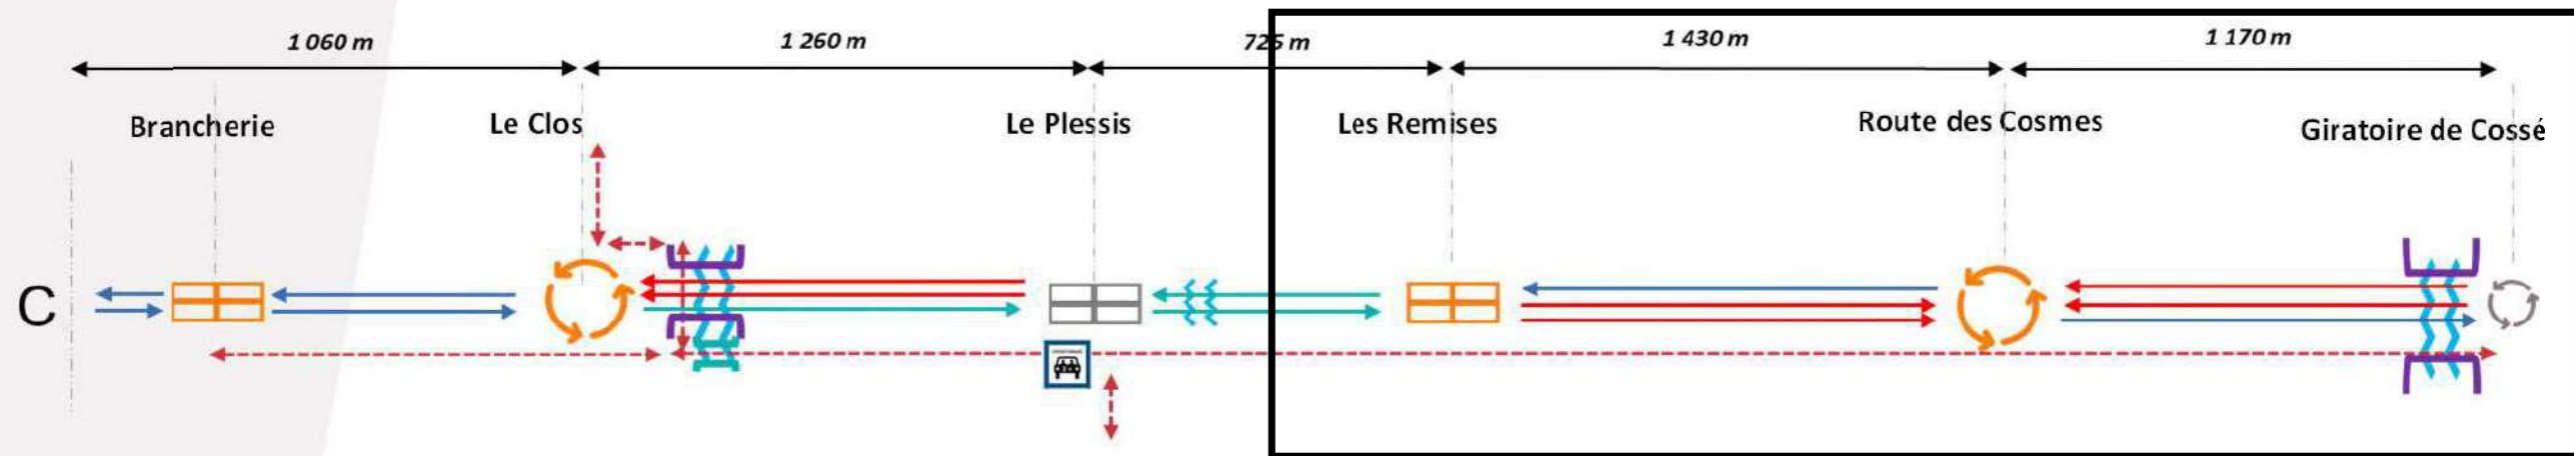 1 060 m
1 260 m
725 m
1 430 m
1 170 m
Brancherie
Le Clos
Le Plessis
Les Remises
Route des Cosmes
Giratoire de Cossé
C